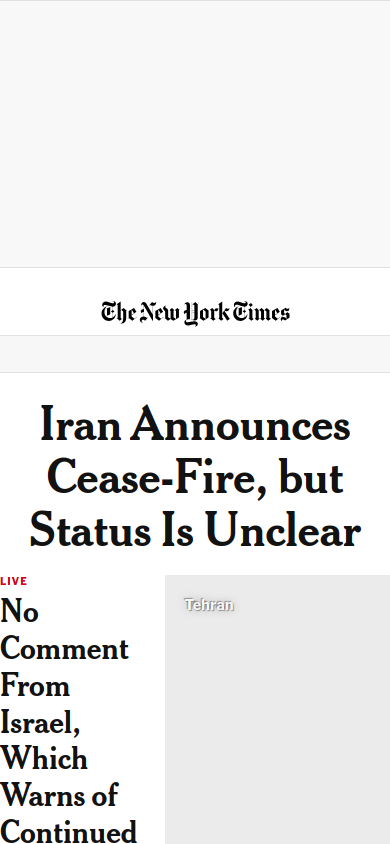 The New York Times
Iran Announces
Cease-Fire, but
Status Is Unclear
LIVE
No
Comment
From
Israel,
Which
Warns of
Continued
Tehran